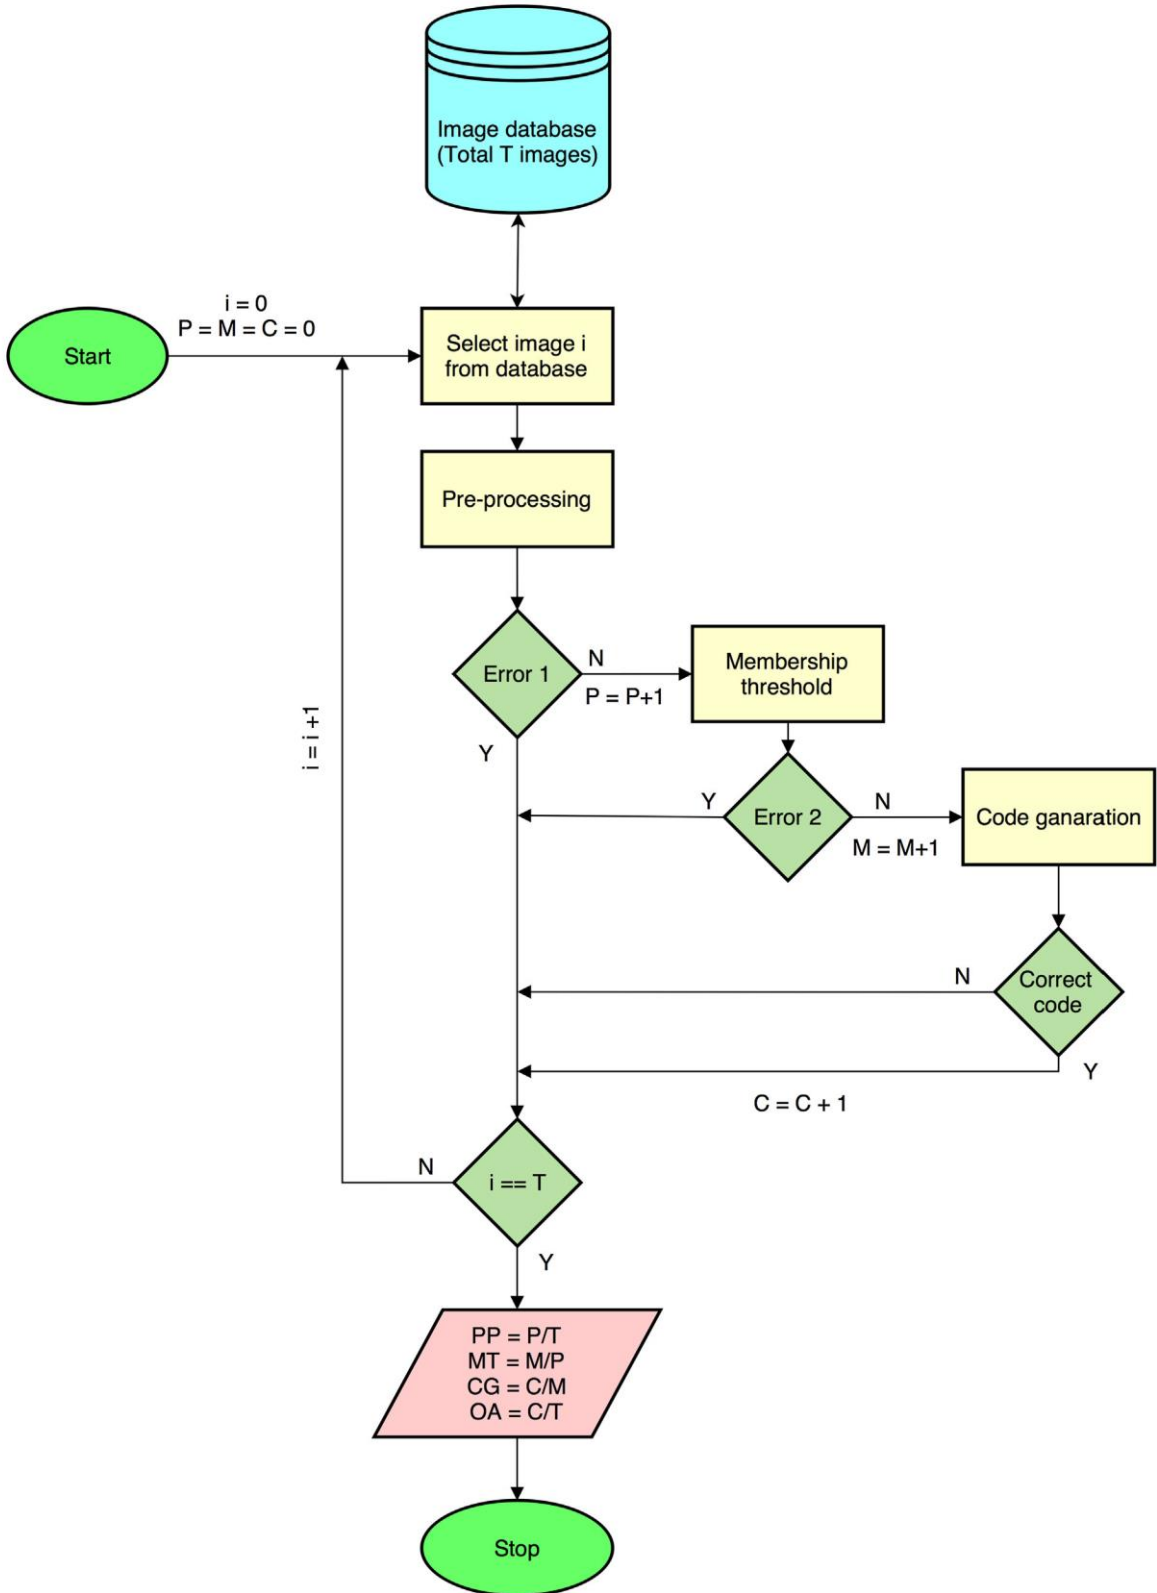 Image database
(Total T images)
i = 0
P = M = C = 0
Start
Select image i
from database
Pre-processing
Error 1
N
P = P+1
Membership
threshold
i = i +1
Y
Y
Error 2
N
M = M+1
Code ganaration
N
Correct
code
Y
C = C + 1
N
i == T
Y
PP = P/T
MT = M/P
CG = C/M
OA = C/T
Stop